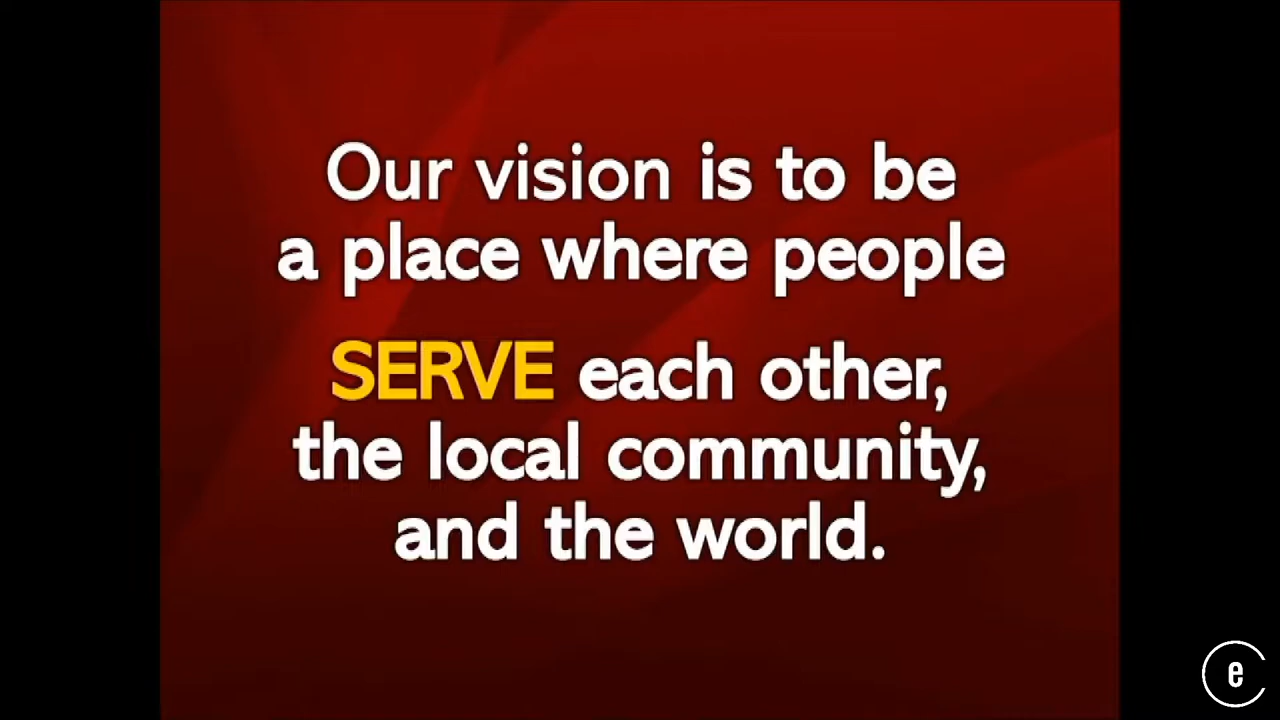 Our vision is to be
a place where people
SERVE each other,
the local community,
and the world.
e